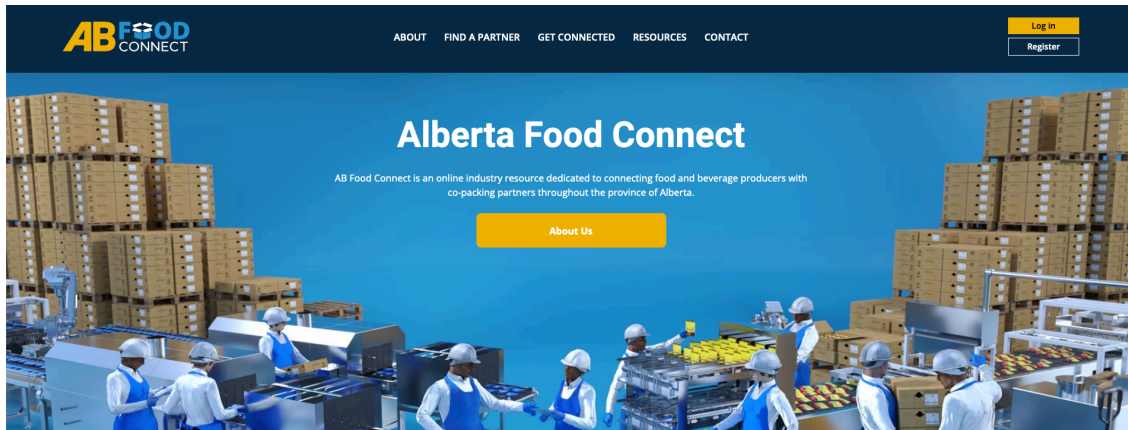 AB FOOD
CONNECT
ABOUT
FIND A PARTNER
GET CONNECTED
RESOURCES
CONTACT
Log in
Register
Alberta Food Connect
AB Food Connect is an online industry resource dedicated to connecting food and beverage producers with
co-packing partners throughout the province of Alberta.
About Us